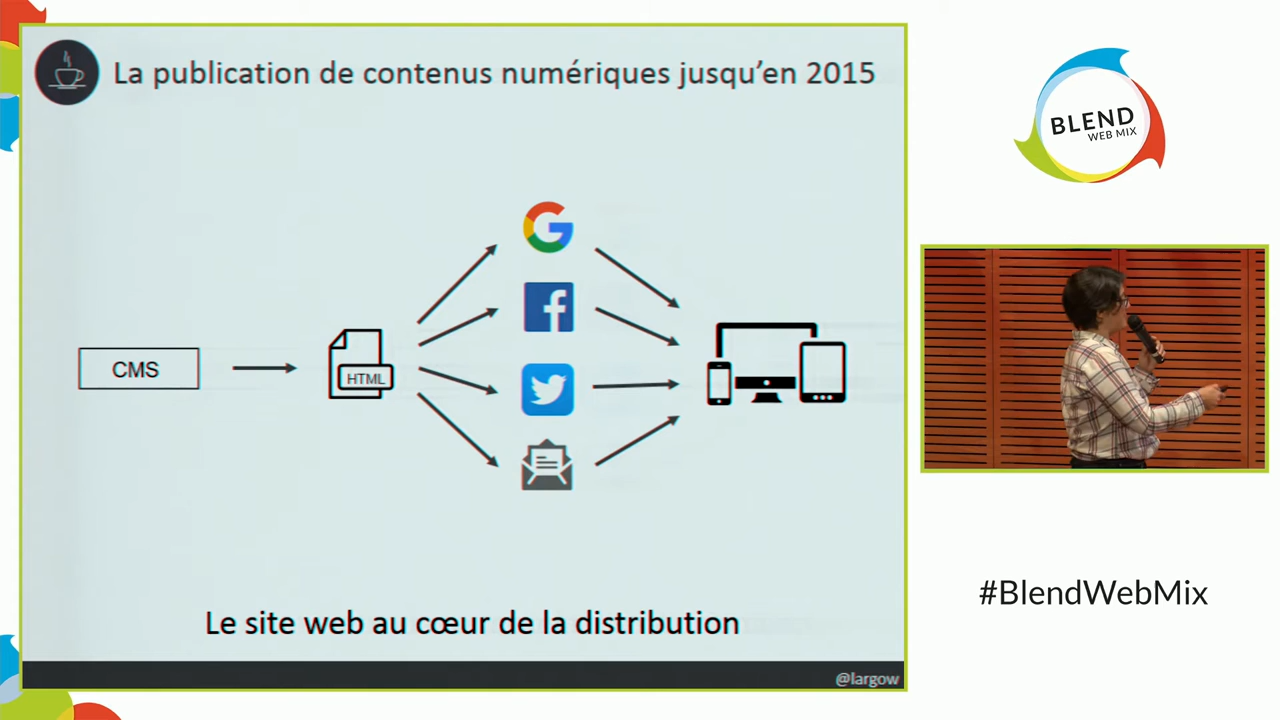 La publication de contenus numériques jusqu'en 2015
CMS
HTML
Le site web au cœur de la distribution
@largow
BLEND
WEB MIX
#BlendWebMix